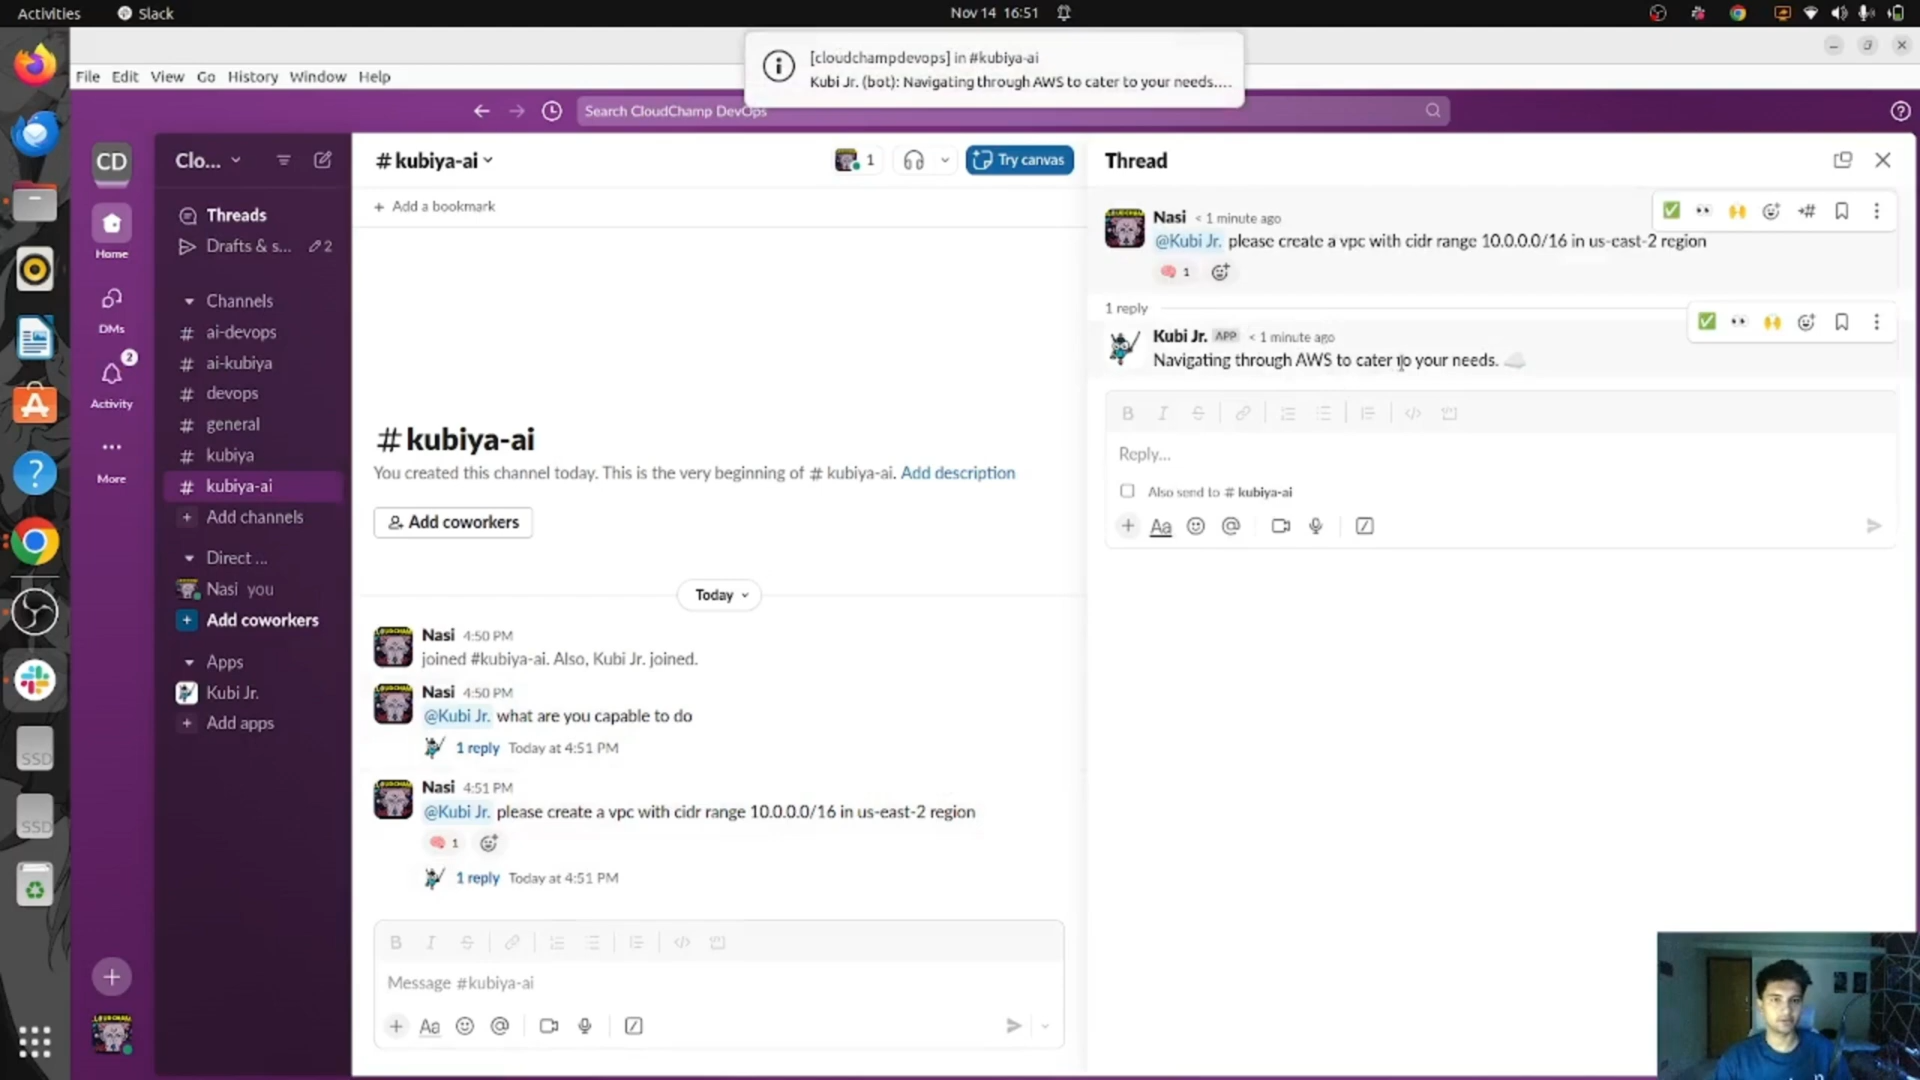 Activities
Slack
Nov 14 16:51
[cloudchampdevops] in #kubiya-ai
Kubi Jr. (bot): Navigating through AWS to cater to your needs....
File Edit View Go History Window Help
Search CloudChamp DevOps
CD
Home
DMs
2
Activity
More
Clo...
Threads
Drafts & s... 2
Channels
# ai-devops
# ai-kubiya
# devops
# general
# kubiya
# kubiya-ai
+ Add channels
Direct ...
Nasi you
+ Add coworkers
Apps
Kubi Jr.
+ Add apps
SSD
SSD
# kubiya-ai
1
Try canvas
+ Add a bookmark
# kubiya-ai
You created this channel today. This is the very beginning of # kubiya-ai. Add description
Add coworkers
Today
Nasi 4:50 PM
joined #kubiya-ai. Also, Kubi Jr. joined.
Nasi 4:50 PM
@Kubi Jr. what are you capable to do
1 reply Today at 4:51 PM
Nasi 4:51 PM
@Kubi Jr. please create a vpc with cidr range 10.0.0.0/16 in us-east-2 region
1
1 reply Today at 4:51 PM
B I S
Message #kubiya-ai
+ Aa @
Thread
Nasi < 1 minute ago
@Kubi Jr. please create a vpc with cidr range 10.0.0.0/16 in us-east-2 region
1
1 reply
Kubi Jr. APP < 1 minute ago
Navigating through AWS to cater to your needs.
B I S
Reply...
Also send to # kubiya-ai
+ Aa @